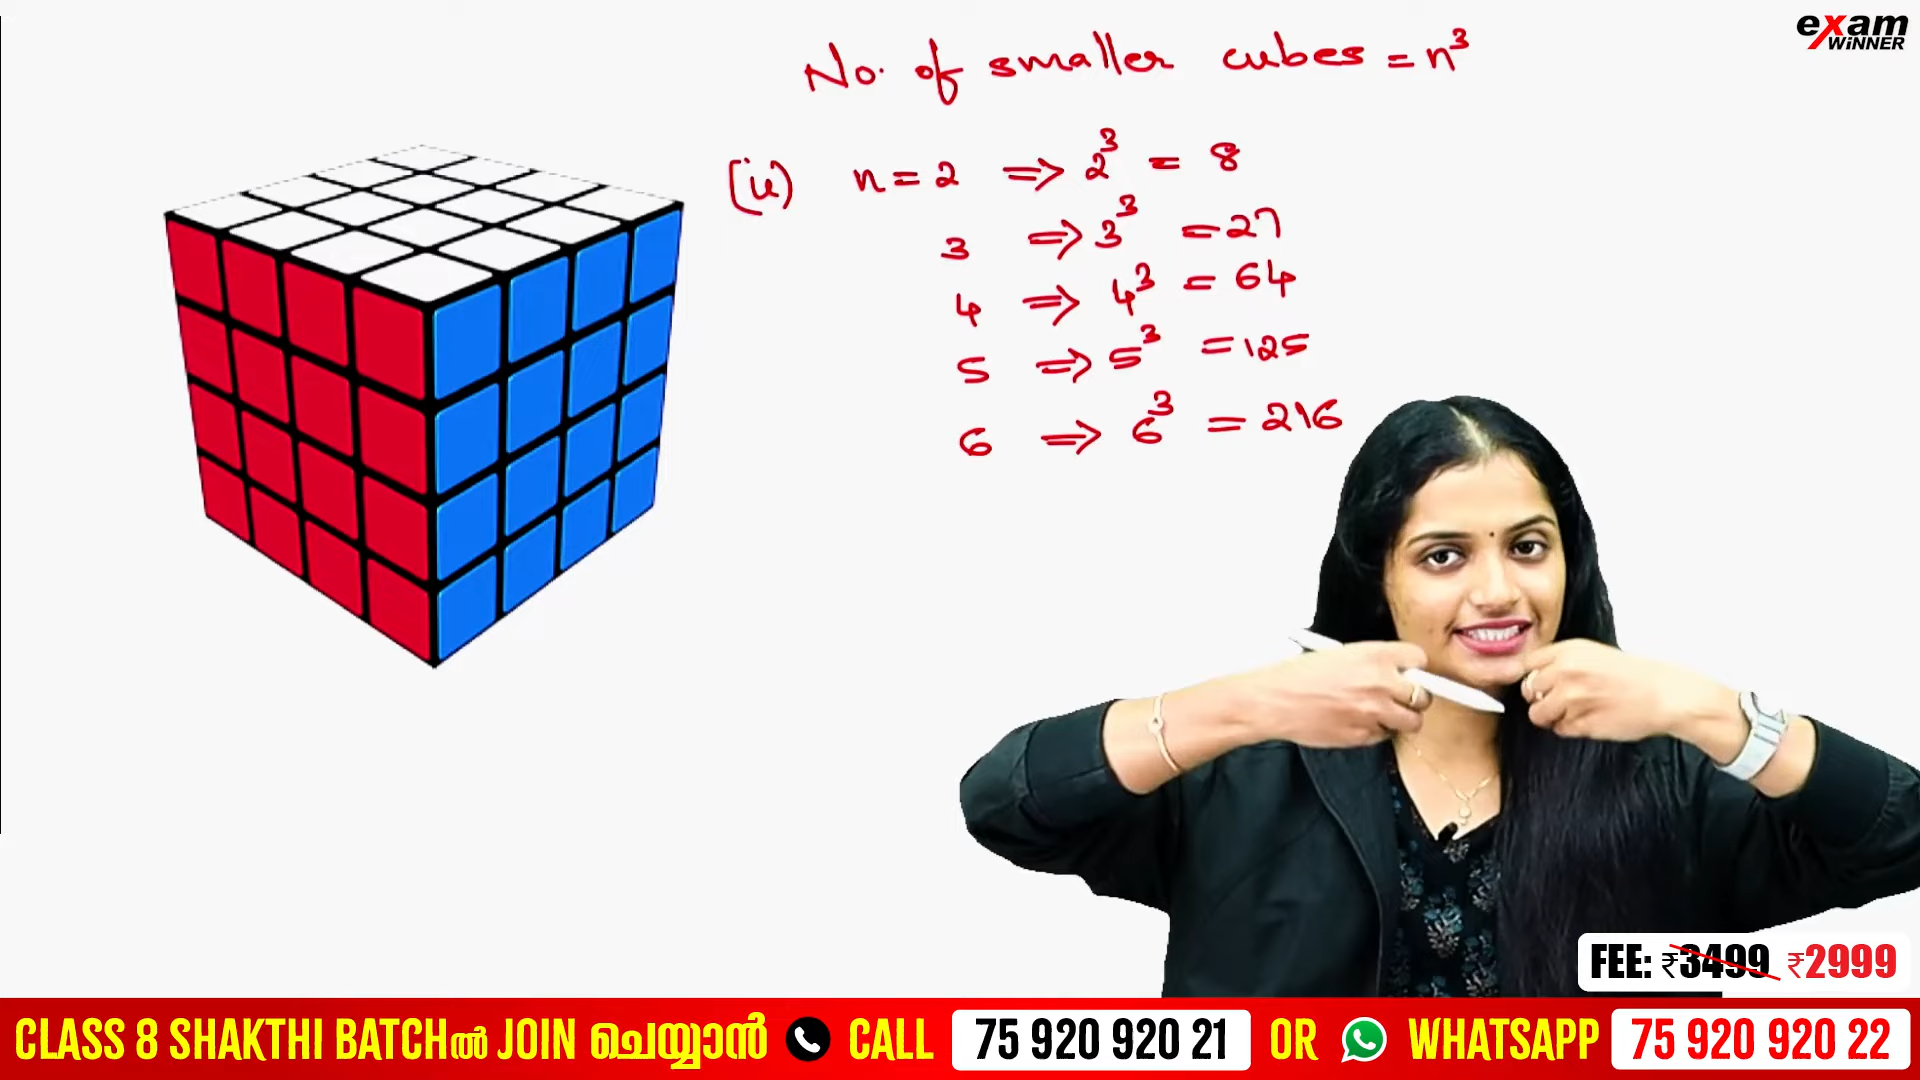 exam
WINNER
No. of smaller cubes = n³
(ii) n = 2 ⇒ 2³ = 8
3 ⇒ 3³ = 27
4 ⇒ 4³ = 64
5 ⇒ 5³ = 125
6 ⇒ 6³ = 216
FEE: ₹3499 ₹2999
CLASS 8 SHAKTHI BATCHൽ JOIN ചെയ്യാൻ CALL 75 920 920 21 OR WHATSAPP 75 920 920 22